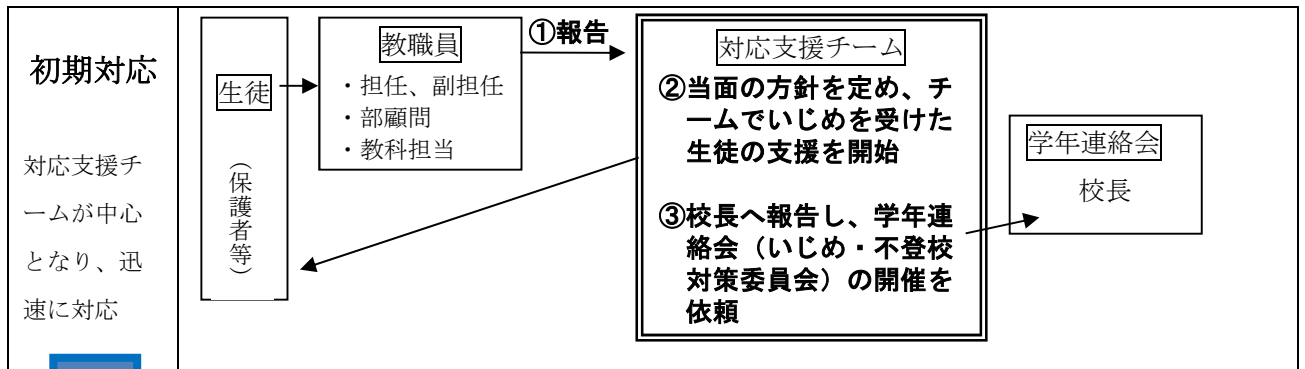 初期対応
対応支援チ
ームが中心
となり、迅
速に対応
生徒
（保護者等）
教職員
・担任、副担任
・部顧問
・教科担当
①報告
対応支援チーム
②当面の方針を定め、チ
ームでいじめを受けた
生徒の支援を開始
③校長へ報告し、学年連
絡会（いじめ・不登校
対策委員会）の開催を
依頼
学年連絡会
校長